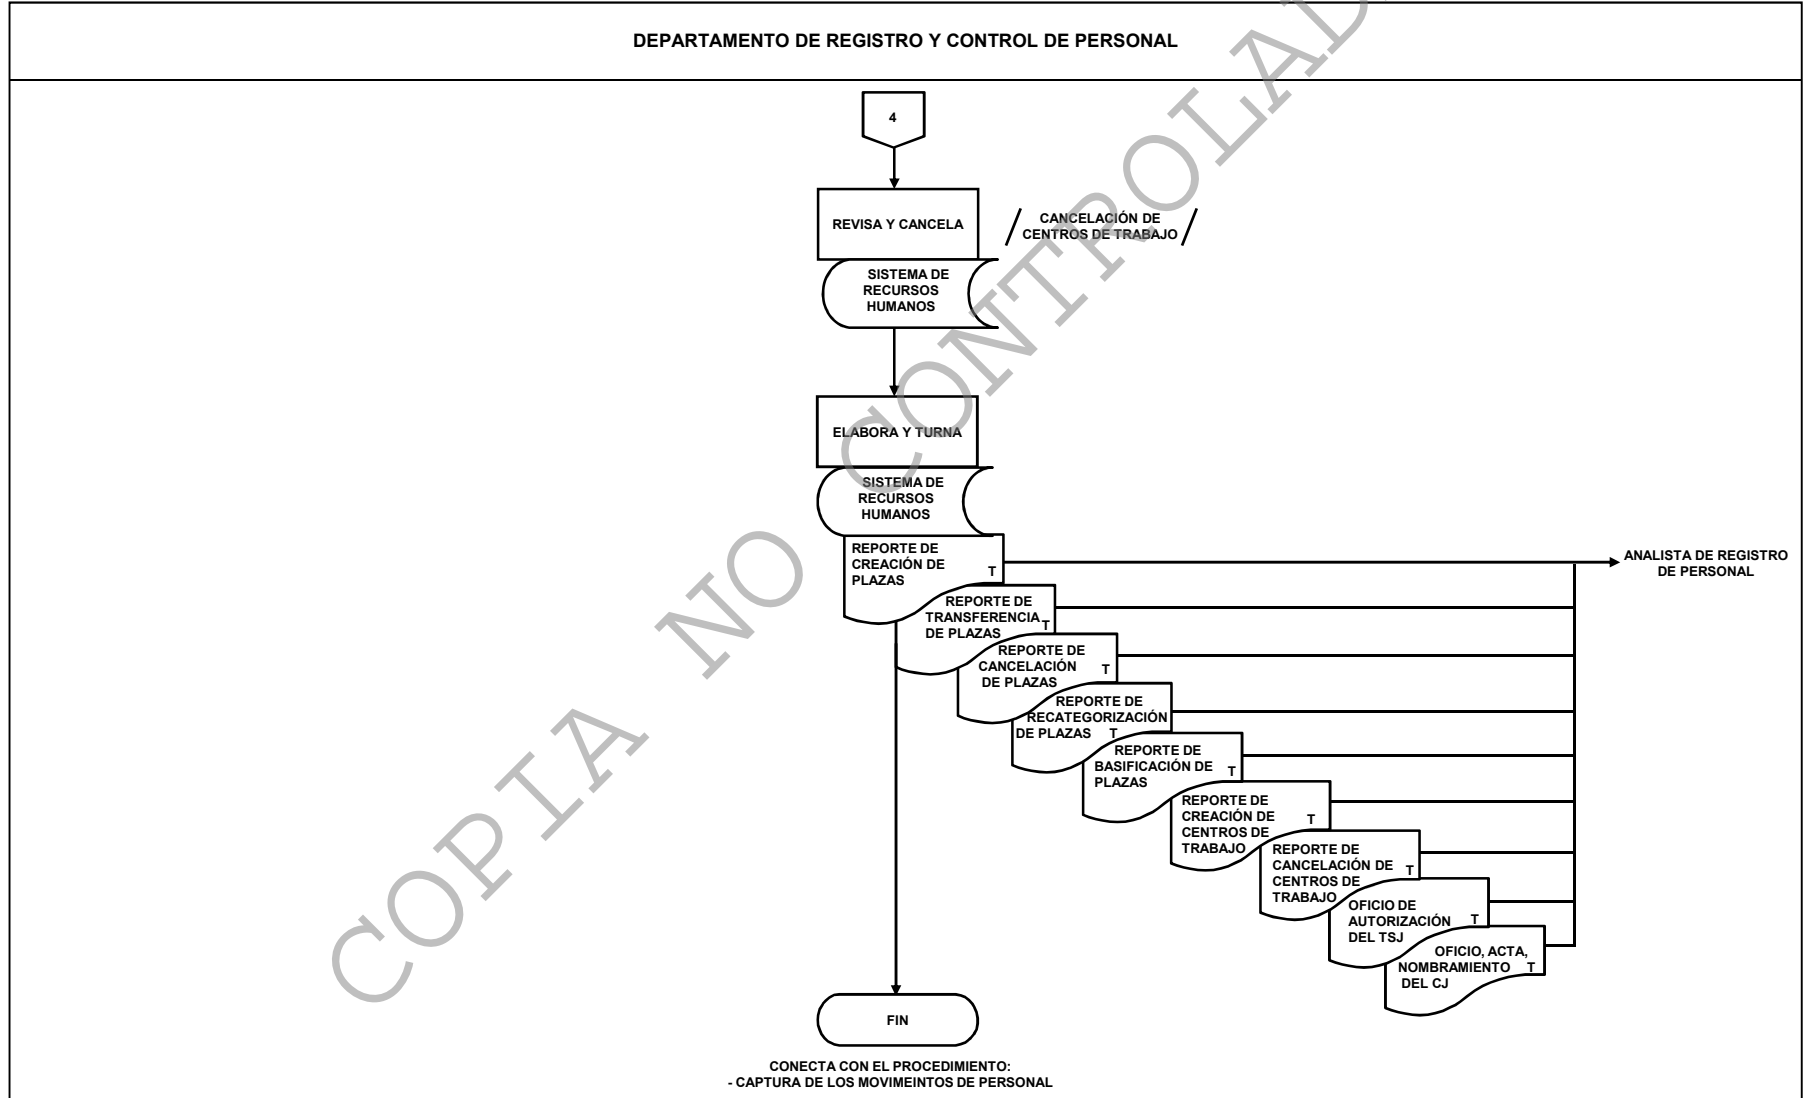 DEPARTAMENTO DE REGISTRO Y CONTROL DE PERSONAL
4
REVISA Y CANCELA
CANCELACIÓN DE
CENTROS DE TRABAJO
SISTEMA DE
RECURSOS
HUMANOS
ELABORA Y TURNA
SISTEMA DE
RECURSOS
HUMANOS
REPORTE DE
CREACIÓN DE
PLAZAS T
ANALISTA DE REGISTRO
DE PERSONAL
REPORTE DE
TRANSFERENCIA
DE PLAZAS T
REPORTE DE
CANCELACIÓN T
DE PLAZAS
REPORTE DE
RECATEGORIZACIÓN
DE PLAZAS T
REPORTE DE
BASIFICACIÓN DE
PLAZAS T
REPORTE DE
CREACIÓN DE T
CENTROS DE
TRABAJO
REPORTE DE
CANCELACIÓN DE T
CENTROS DE
TRABAJO
OFICIO DE
AUTORIZACIÓN T
DEL TSJ
OFICIO, ACTA,
NOMBRAMIENTO T
DEL CJ
FIN
CONECTA CON EL PROCEDIMIENTO:
- CAPTURA DE LOS MOVIMEINTOS DE PERSONAL
COPIA NO CONTROLAD